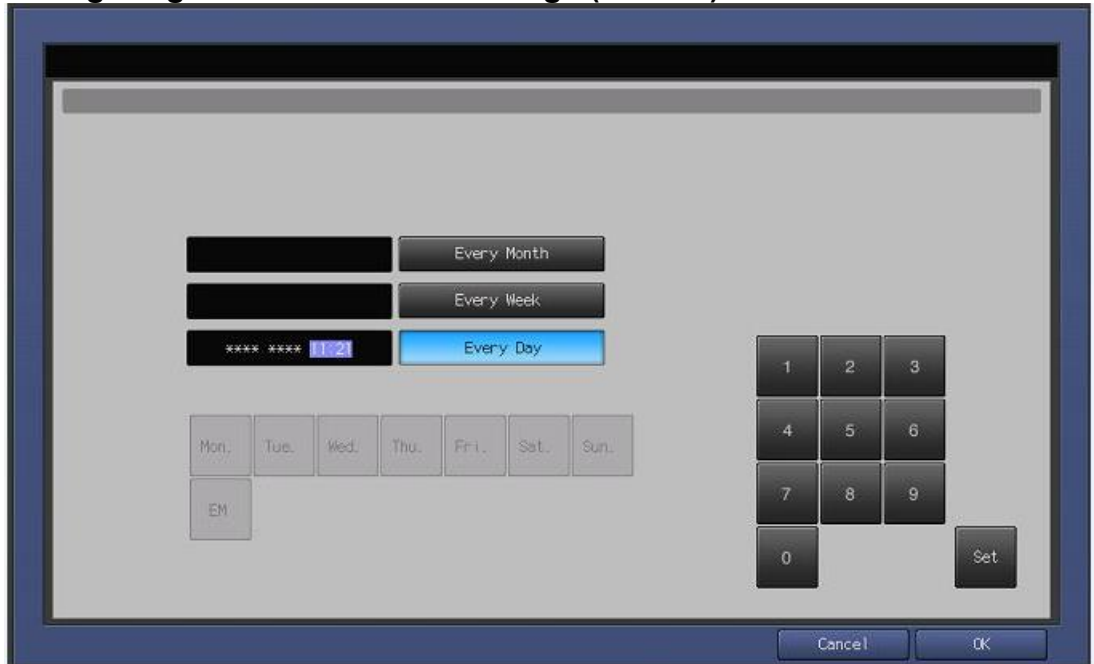 Every Month
Every Week
**** **** 11:21 Every Day
1 2 3
Mon. Tue. Wed. Thu. Fri. Sat. Sun. 4 5 6
EM 7 8 9
0 Set
Cancel OK